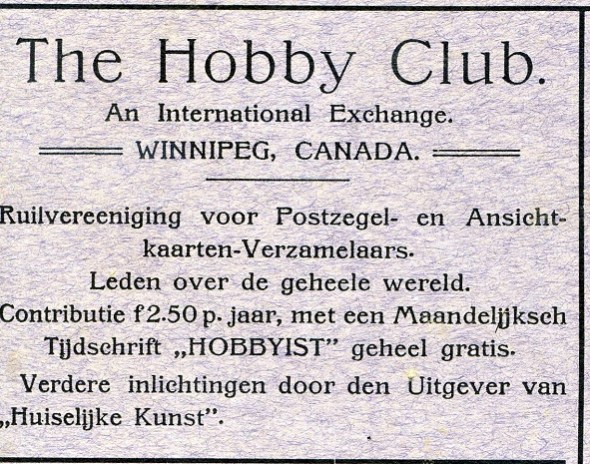 The Hobby Club.
An International Exchange.
WINNIPEG, CANADA.
Ruilvereeniging voor Postzegel- en Ansicht-
kaarten-Verzamelaars.
Leden over de geheele wereld.
Contributie f 2.50 p. jaar, met een Maandelijksch
Tijdschrift „HOBBYIST” geheel gratis.
Verdere inlichtingen door den Uitgever van
„Huiselijke Kunst”.